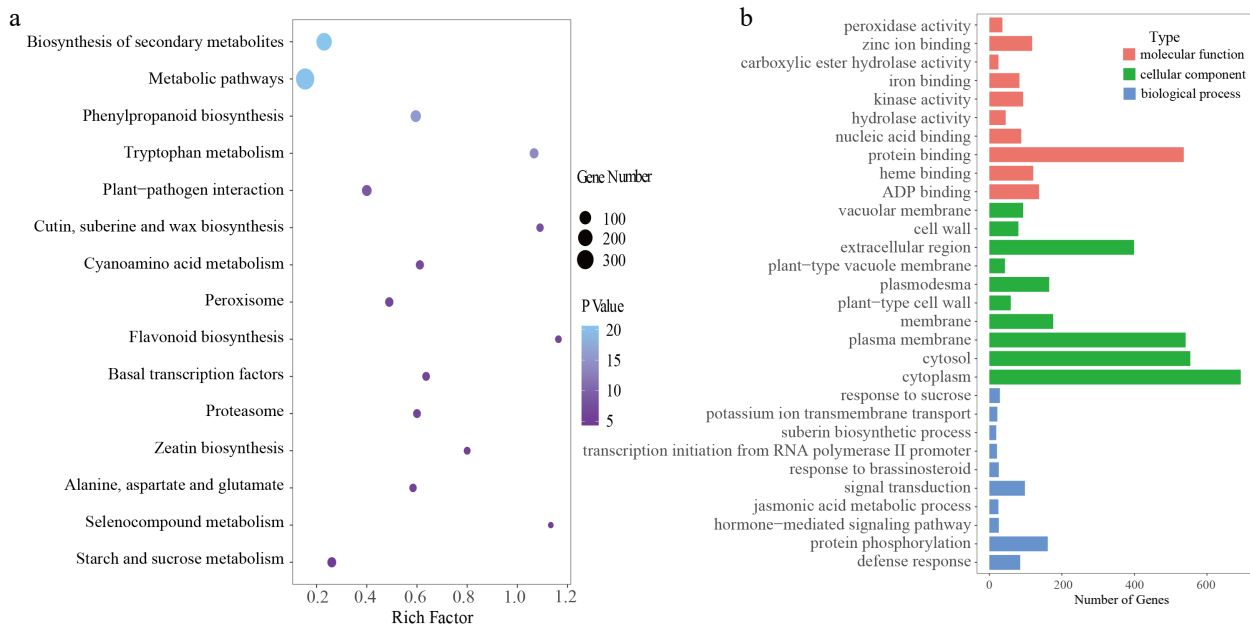 a
Biosynthesis of secondary metabolites
Metabolic pathways
Phenylpropanoid biosynthesis
Tryptophan metabolism
Plant−pathogen interaction
Cutin, suberine and wax biosynthesis
Cyanoamino acid metabolism
Peroxisome
Flavonoid biosynthesis
Basal transcription factors
Proteasome
Zeatin biosynthesis
Alanine, aspartate and glutamate
Selenocompound metabolism
Starch and sucrose metabolism
0.2 0.4 0.6 0.8 1.0 1.2
Rich Factor
Gene Number
100
200
300
P Value
20
15
10
5
b
peroxidase activity
zinc ion binding
carboxylic ester hydrolase activity
iron binding
kinase activity
hydrolase activity
nucleic acid binding
protein binding
heme binding
ADP binding
vacuolar membrane
cell wall
extracellular region
plant−type vacuole membrane
plasmodesma
plant−type cell wall
membrane
plasma membrane
cytosol
cytoplasm
response to sucrose
potassium ion transmembrane transport
suberin biosynthetic process
transcription initiation from RNA polymerase II promoter
response to brassinosteroid
signal transduction
jasmonic acid metabolic process
hormone−mediated signaling pathway
protein phosphorylation
defense response
0 200 400 600
Number of Genes
Type
molecular function
cellular component
biological process